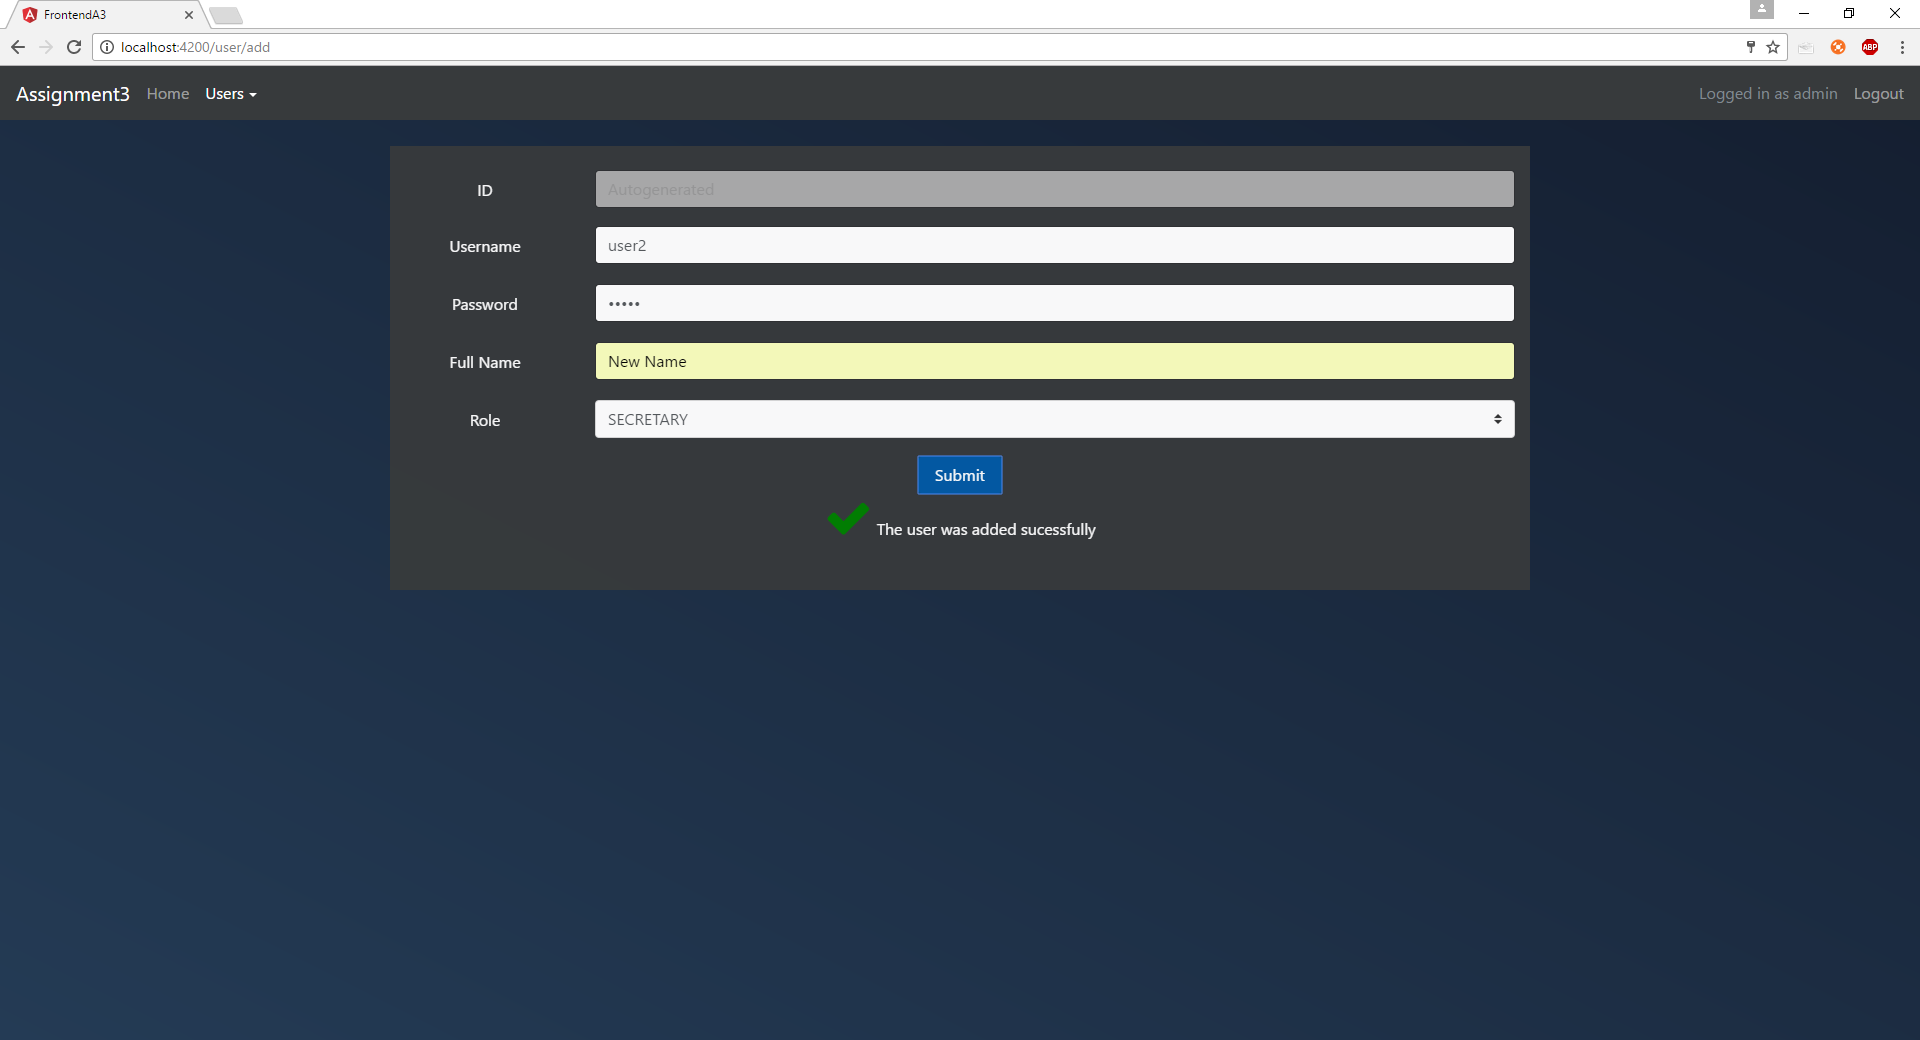 FrontendA3
localhost:4200/user/add
ABP
Assignment3 Home Users Logged in as admin Logout
ID Autogenerated
Username user2
Password •••••
Full Name New Name
Role SECRETARY
Submit
The user was added sucessfully